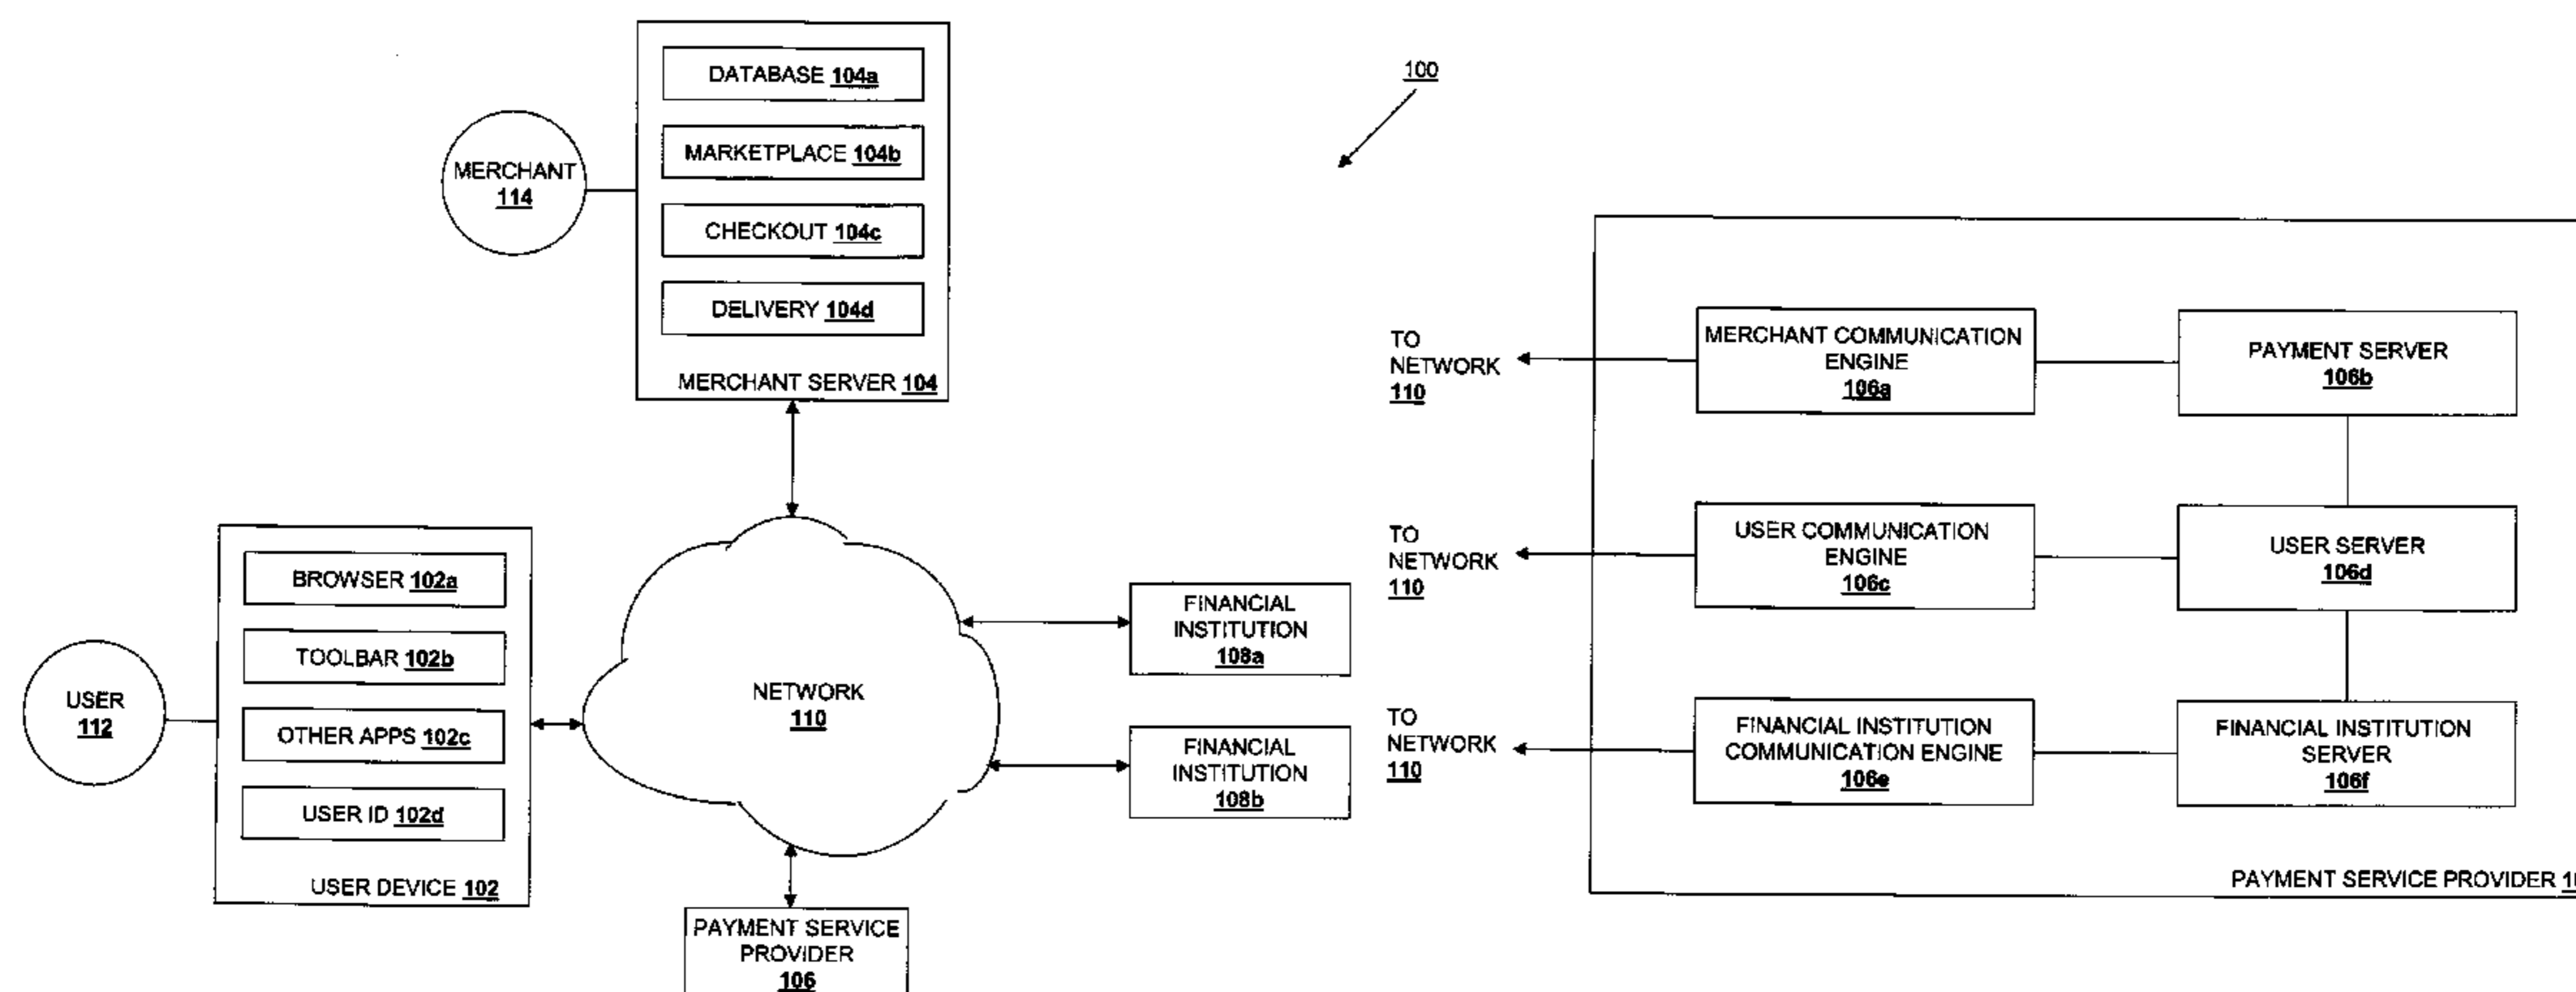 100
DATABASE 104a
MARKETPLACE 104b
CHECKOUT 104c
DELIVERY 104d
MERCHANT SERVER 104
MERCHANT
114
BROWSER 102a
TOOLBAR 102b
OTHER APPS 102c
USER ID 102d
USER DEVICE 102
USER
112
NETWORK
110
FINANCIAL
INSTITUTION
108a
FINANCIAL
INSTITUTION
108b
PAYMENT SERVICE
PROVIDER
106
TO
NETWORK
110
MERCHANT COMMUNICATION
ENGINE
106a
PAYMENT SERVER
106b
TO
NETWORK
110
USER COMMUNICATION
ENGINE
106c
USER SERVER
106d
TO
NETWORK
110
FINANCIAL INSTITUTION
COMMUNICATION ENGINE
106e
FINANCIAL INSTITUTION
SERVER
106f
PAYMENT SERVICE PROVIDER